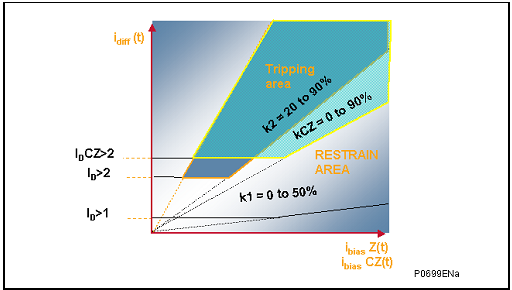 idiff (t)
Tripping
area
k2 = 20 to 90%
kCZ = 0 to 90%
IDCZ>2
RESTRAIN
AREA
ID>2
k1 = 0 to 50%
ID>1
ibias Z(t)
ibias CZ(t)
P0699ENa